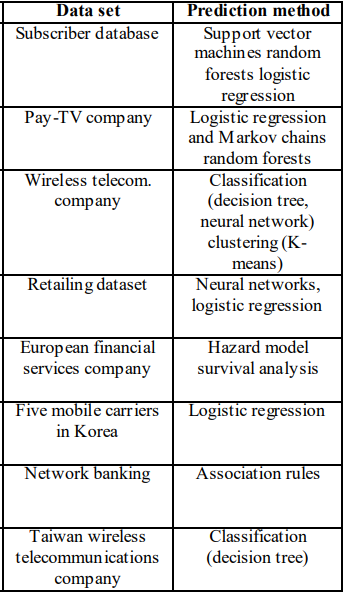 Data set
Prediction method
Subscriber database
Support vector
machines random
forests logistic
regression
Pay-TV company
Logistic regression
and Markov chains
random forests
Wireless telecom.
company
Classification
(decision tree,
neural network)
clustering (K-
means)
Retailing dataset
Neural networks,
logistic regression
European financial
services company
Hazard model
survival analysis
Five mobile carriers
in Korea
Logistic regression
Network banking
Association rules
Taiwan wireless
telecommunications
company
Classification
(decision tree)